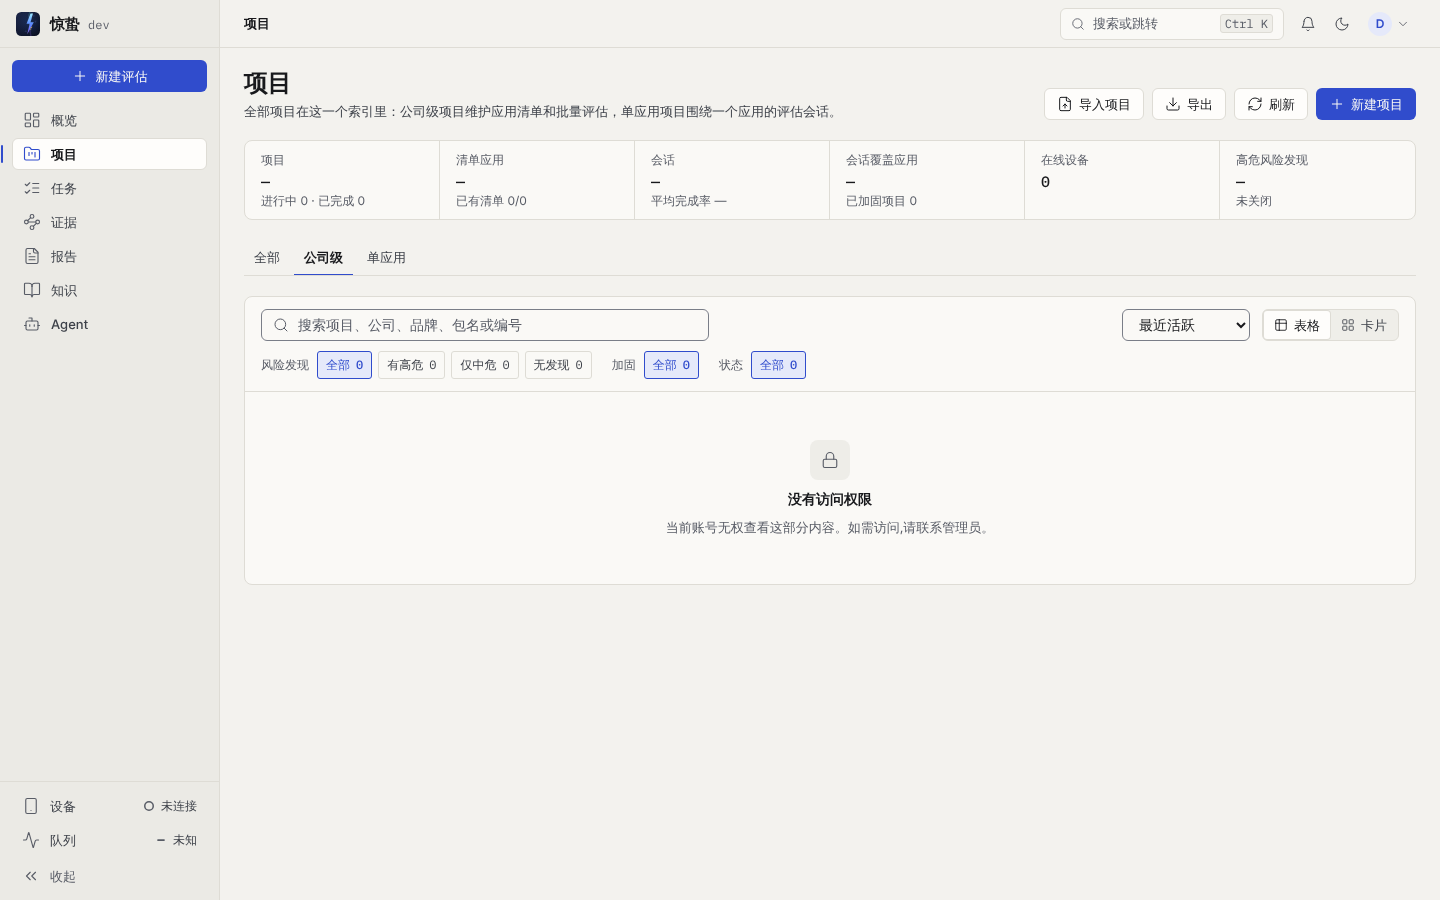 惊蛰 dev
项目
搜索或跳转 Ctrl K
D
新建评估
概览
项目
任务
证据
报告
知识
Agent
设备 未连接
队列 — 未知
收起
项目
全部项目在这一个索引里：公司级项目维护应用清单和批量评估，单应用项目围绕一个应用的评估会话。
导入项目 导出 刷新 新建项目
项目
—
进行中 0 · 已完成 0
清单应用
—
已有清单 0/0
会话
—
平均完成率 —
会话覆盖应用
—
已加固项目 0
在线设备
0
高危风险发现
—
未关闭
全部 公司级 单应用
搜索项目、公司、品牌、包名或编号
最近活跃 表格 卡片
风险发现 全部 0 有高危 0 仅中危 0 无发现 0 加固 全部 0 状态 全部 0
没有访问权限
当前账号无权查看这部分内容。如需访问,请联系管理员。